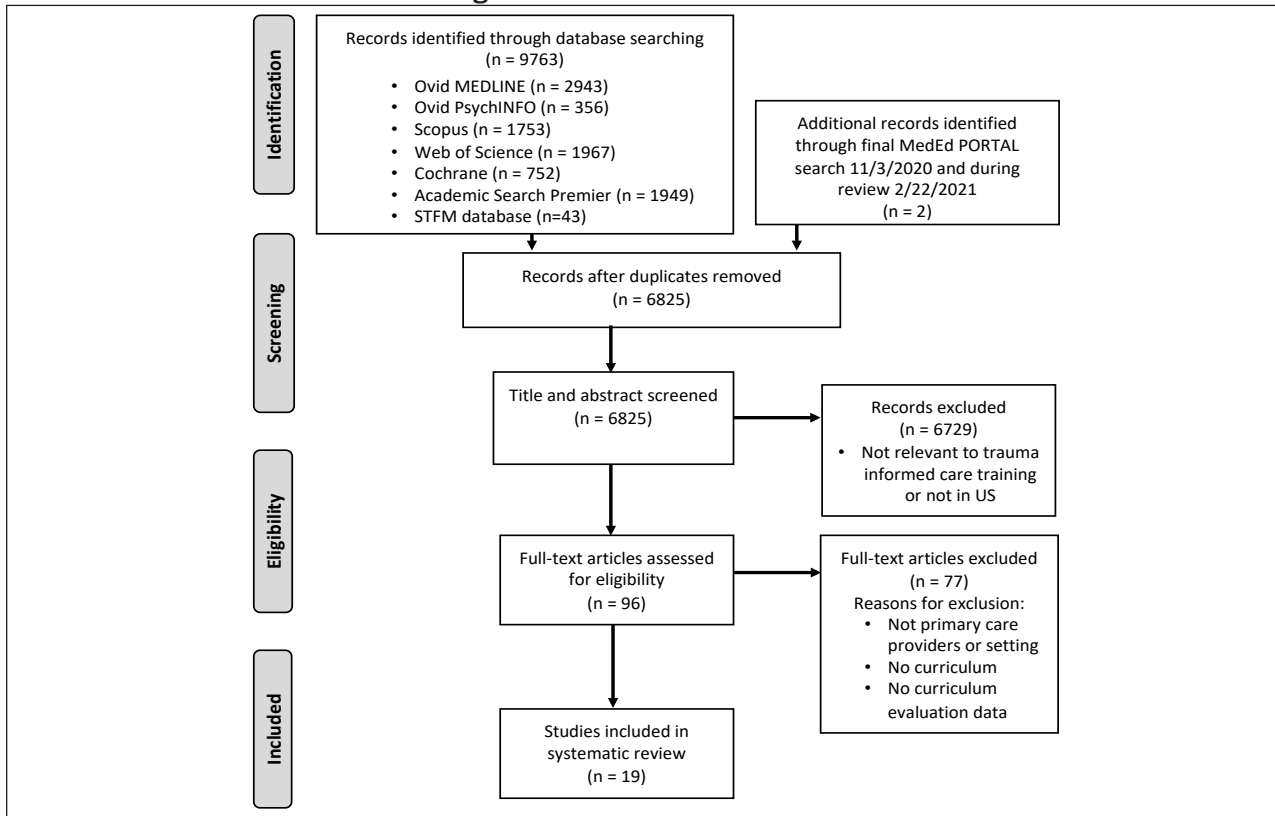 Identification
Records identified through database searching
(n = 9763)
• Ovid MEDLINE (n = 2943)
• Ovid PsychINFO (n = 356)
• Scopus (n = 1753)
• Web of Science (n = 1967)
• Cochrane (n = 752)
• Academic Search Premier (n = 1949)
• STFM database (n=43)
Additional records identified
through final MedEd PORTAL
search 11/3/2020 and during
review 2/22/2021
(n = 2)
Screening
Records after duplicates removed
(n = 6825)
Title and abstract screened
(n = 6825)
Records excluded
(n = 6729)
• Not relevant to trauma
informed care training
or not in US
Eligibility
Full-text articles assessed
for eligibility
(n = 96)
Full-text articles excluded
(n = 77)
Reasons for exclusion:
• Not primary care
providers or setting
• No curriculum
• No curriculum
evaluation data
Included
Studies included in
systematic review
(n = 19)